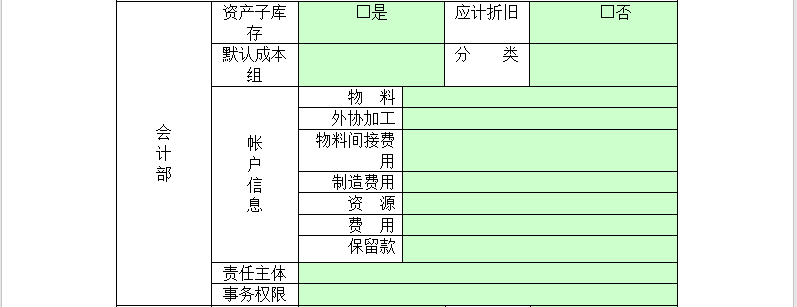 资产子库存 □是 应计折旧 □否
默认成本组 分 类
会计部
帐户信息
物 料
外协加工
物料间接费用
制造费用
资 源
费 用
保留款
责任主体
事务权限